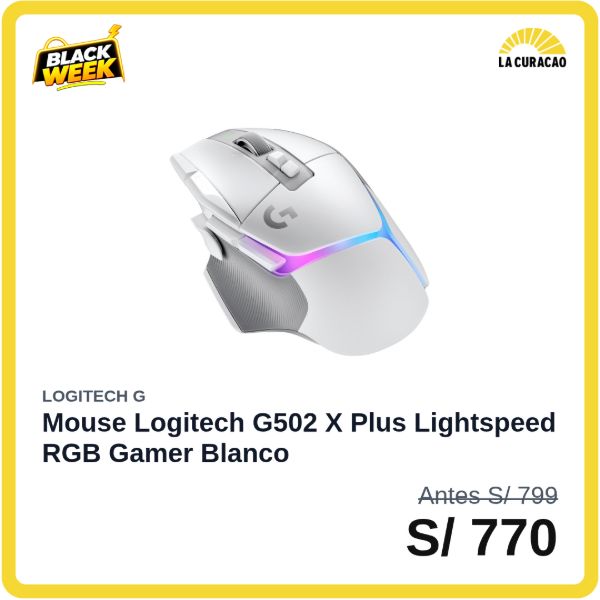 BLACK
WEEK
LA CURACAO
G
LOGITECH G
Mouse Logitech G502 X Plus Lightspeed
RGB Gamer Blanco
Antes S/ 799
S/ 770